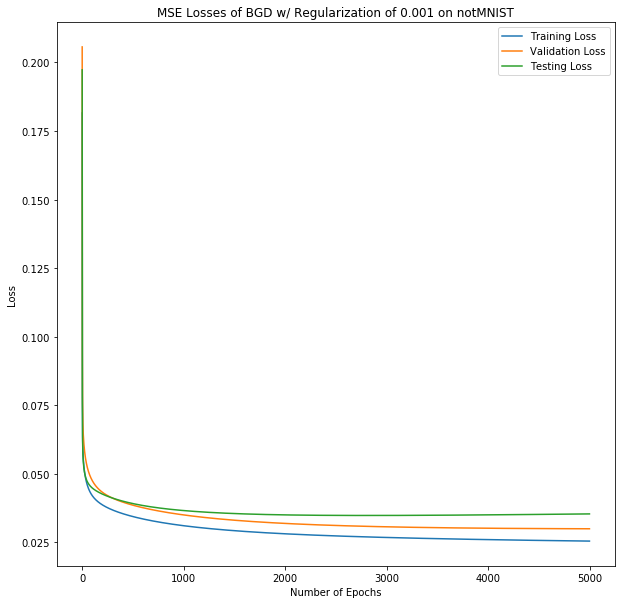 MSE Losses of BGD w/ Regularization of 0.001 on notMNIST
Training Loss
Validation Loss
Testing Loss
0.200
0.175
0.150
0.125
0.100
0.075
0.050
0.025
Loss
0 1000 2000 3000 4000 5000
Number of Epochs